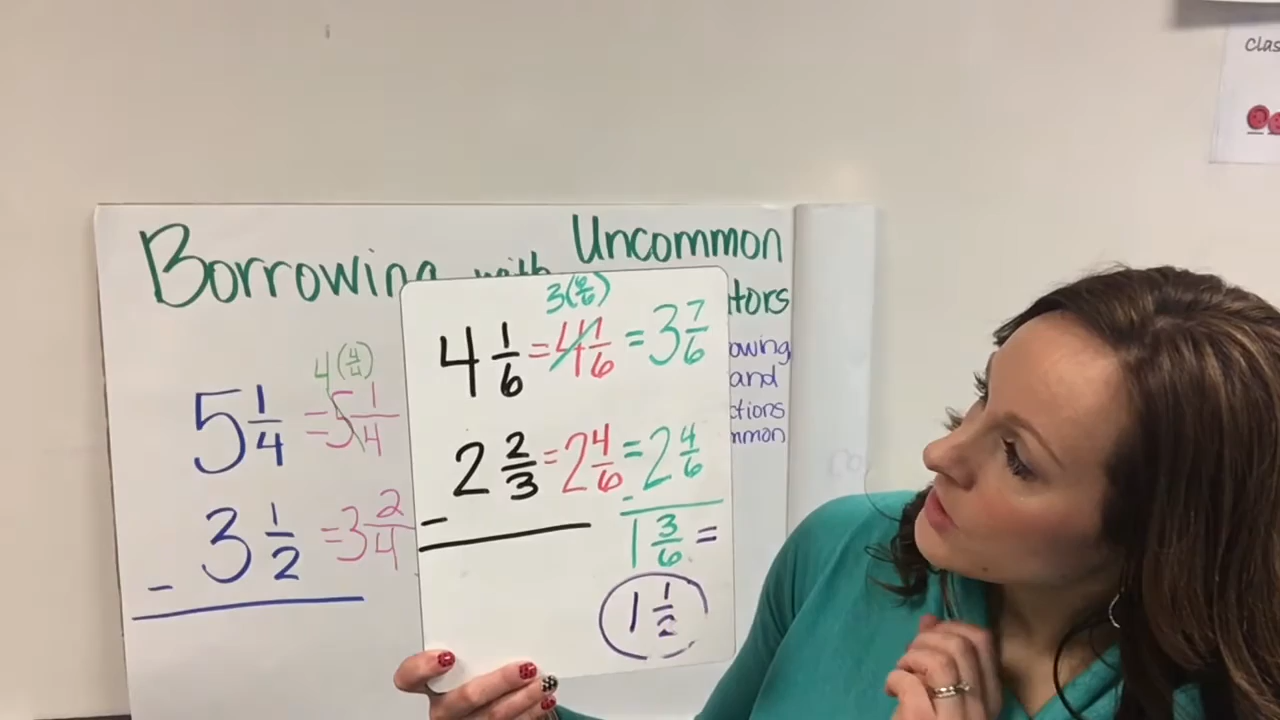 Clas
Borrowing with Uncommon
tors
owing
and
ctions
mmon
5 1/4 = 5 1/4
4 (4/4)
- 3 1/2 = 3 2/4
3 (6/6)
4 1/6 = 4 1/6 = 3 7/6
- 2 2/3 = 2 4/6 = - 2 4/6
1 3/6 =
1 1/2